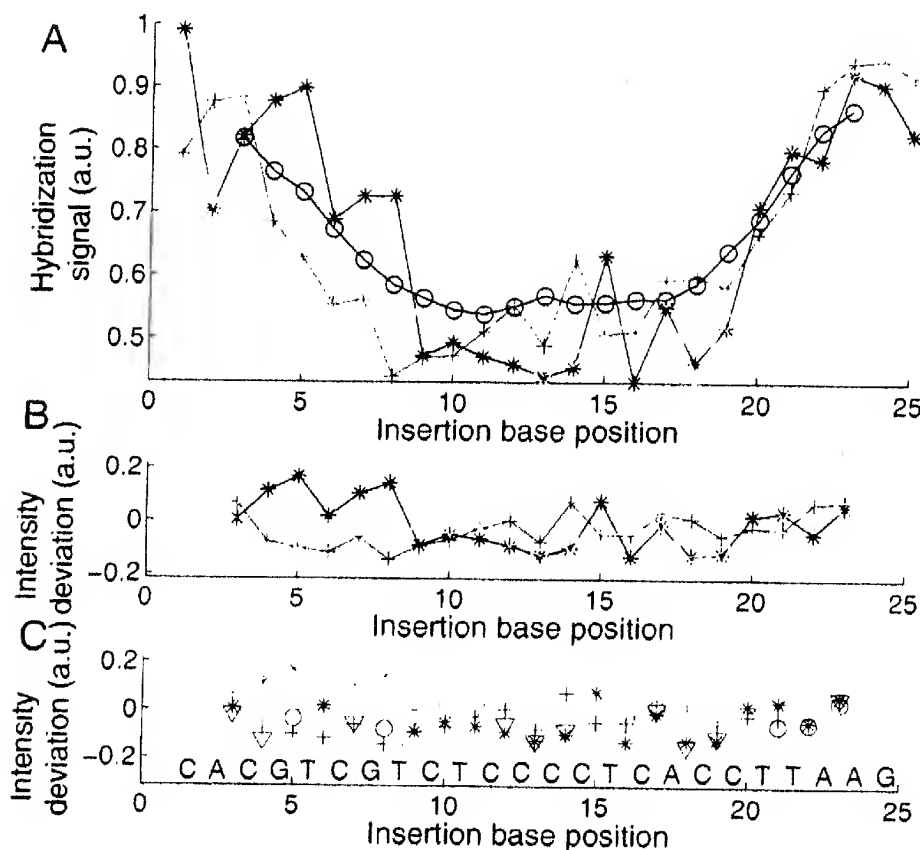 A
Hybridization
signal (a.u.)
1
0.9
0.8
0.7
0.6
0.5
0 5 10 15 20 25
Insertion base position
B
Intensity
deviation (a.u.)
0.2
0
-0.2
0 5 10 15 20 25
Insertion base position
C
Intensity
deviation (a.u.)
0.2
0
-0.2
C A C G T C G T C T C C C C T C A C C T T A A G
0 5 10 15 20 25
Insertion base position